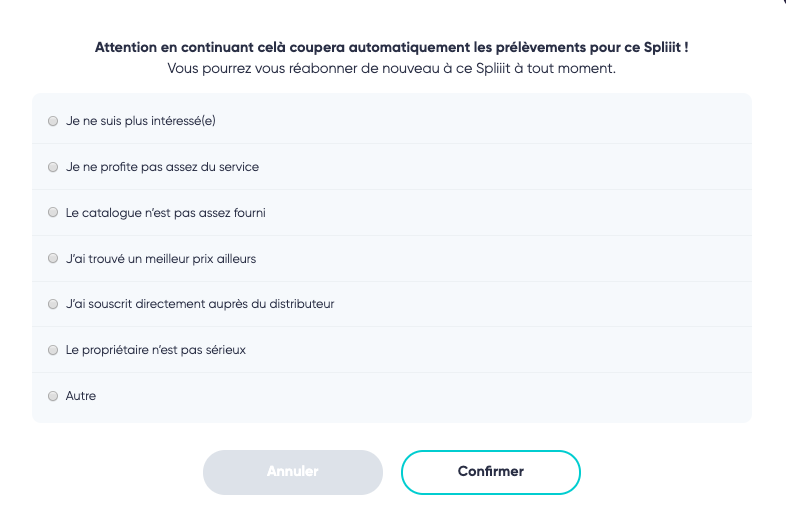 Attention en continuant celà coupera automatiquement les prélèvements pour ce Spliiit !
Vous pourrez vous réabonner de nouveau à ce Spliiit à tout moment.
Je ne suis plus intéressé(e)
Je ne profite pas assez du service
Le catalogue n’est pas assez fourni
J’ai trouvé un meilleur prix ailleurs
J’ai souscrit directement auprès du distributeur
Le propriétaire n’est pas sérieux
Autre
Annuler
Confirmer